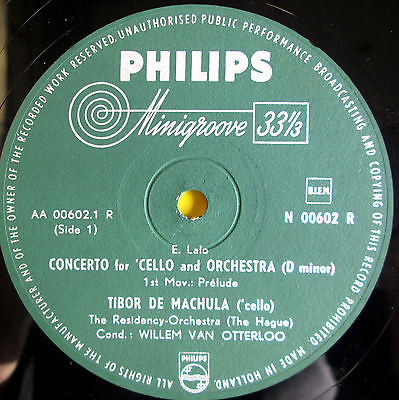 ALL RIGHTS OF THE MANUFACTURER AND OF THE OWNER OF THE RECORDED WORK RESERVED. UNAUTHORISED PUBLIC PERFORMANCE BROADCASTING AND COPYING OF THIS RECORD PROHIBITED. MADE IN HOLLAND.
PHILIPS
Minigroove 33⅓
B.I.E.M.
AA 00602.1 R
N 00602 R
(Side 1)
E. Lalo
CONCERTO for 'CELLO and ORCHESTRA (D minor)
1st Mov.: Prélude
TIBOR DE MACHULA ('cello)
The Residency-Orchestra (The Hague)
Cond.: WILLEM VAN OTTERLOO
PHILIPS